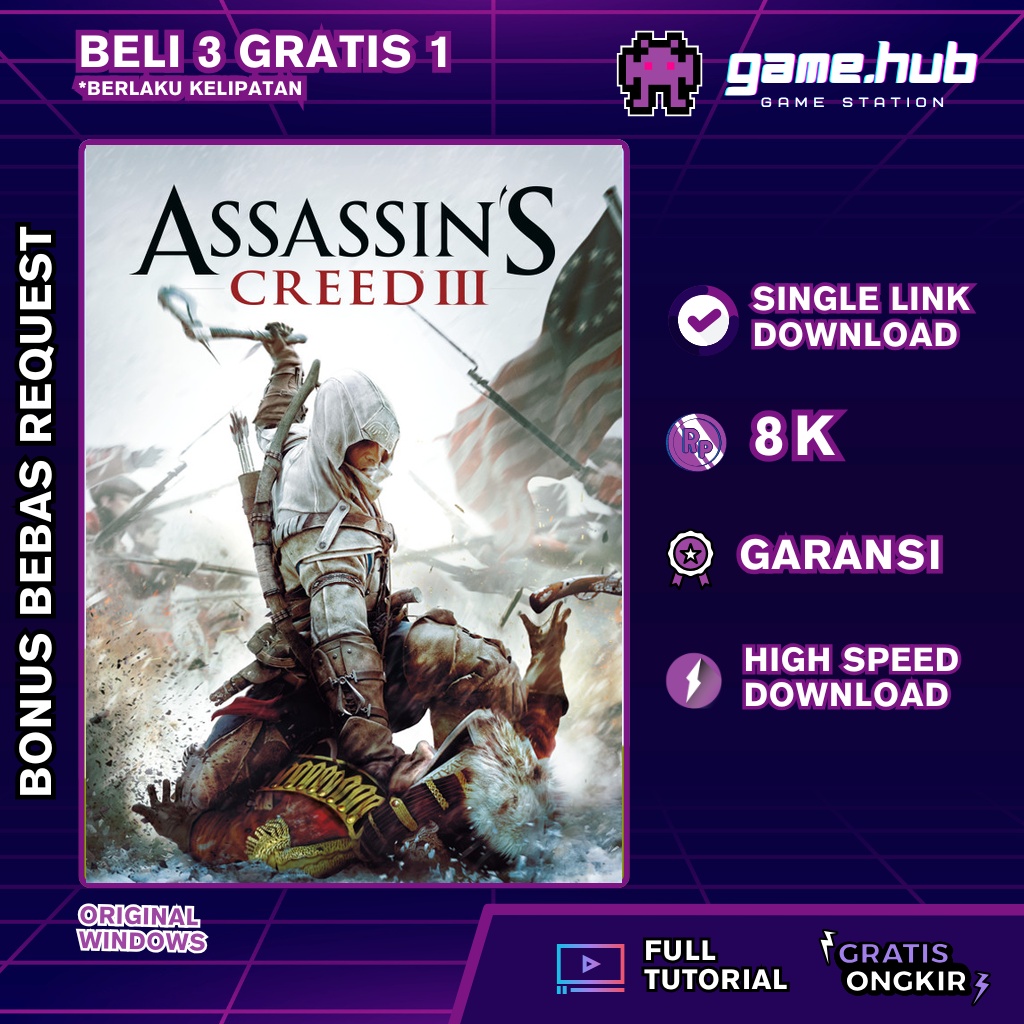 BELI 3 GRATIS 1
*BERLAKU KELIPATAN
game.hub
GAME STATION
BONUS BEBAS REQUEST
ASSASSIN'S
CREED III
SINGLE LINK
DOWNLOAD
Rp
8K
GARANSI
HIGH SPEED
DOWNLOAD
ORIGINAL
WINDOWS
FULL
TUTORIAL
GRATIS
ONGKIR